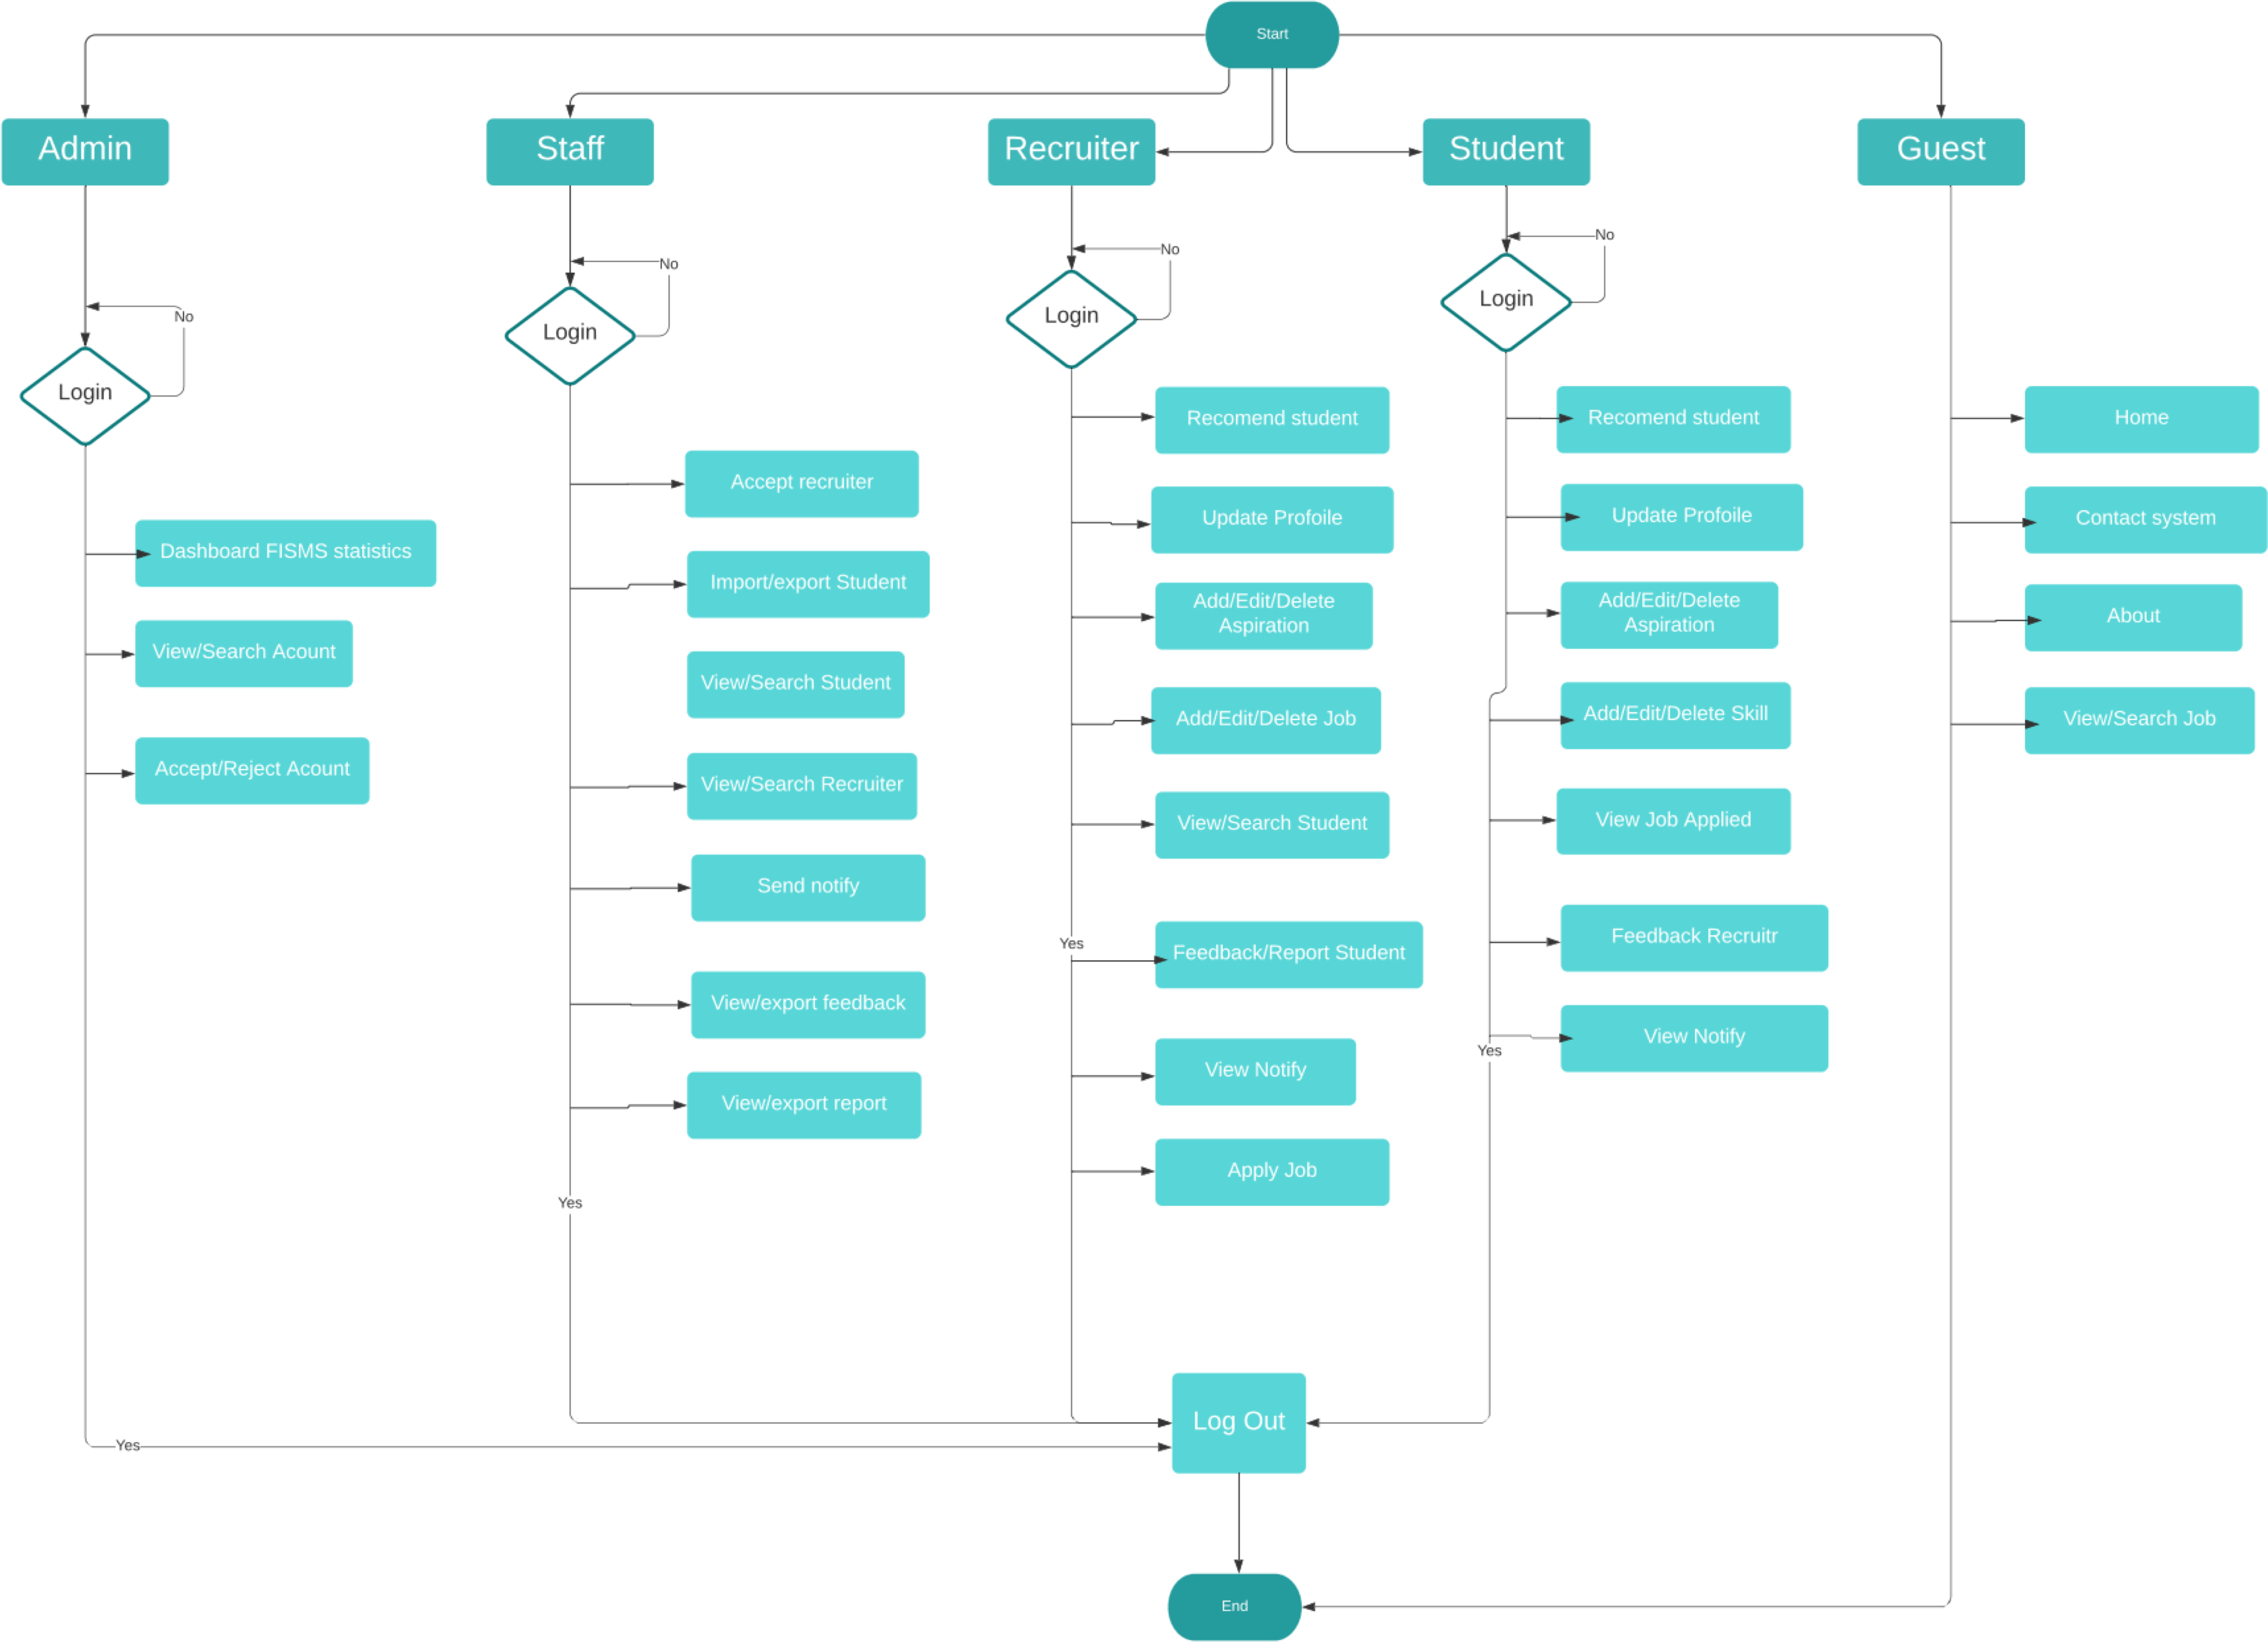 Start
Admin
Staff
Recruiter
Student
Guest
No
No
No
No
Login
Login
Login
Login
Dashboard FISMS statistics
View/Search Acount
Accept/Reject Acount
Accept recruiter
Import/export Student
View/Search Student
View/Search Recruiter
Send notify
View/export feedback
View/export report
Yes
Recomend student
Update Profoile
Add/Edit/Delete
Aspiration
Add/Edit/Delete Job
View/Search Student
Yes
Feedback/Report Student
View Notify
Apply Job
Recomend student
Update Profoile
Add/Edit/Delete
Aspiration
Add/Edit/Delete Skill
View Job Applied
Feedback Recruitr
View Notify
Yes
Home
Contact system
About
View/Search Job
Log Out
Yes
End